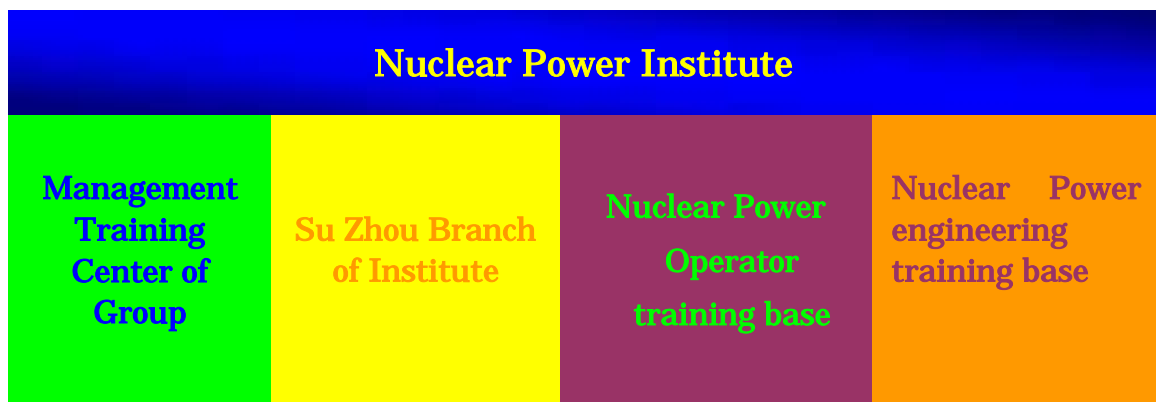 Nuclear Power Institute
Management
Training
Center of
Group
Su Zhou Branch
of Institute
Nuclear Power
Operator
training base
Nuclear Power
engineering
training base